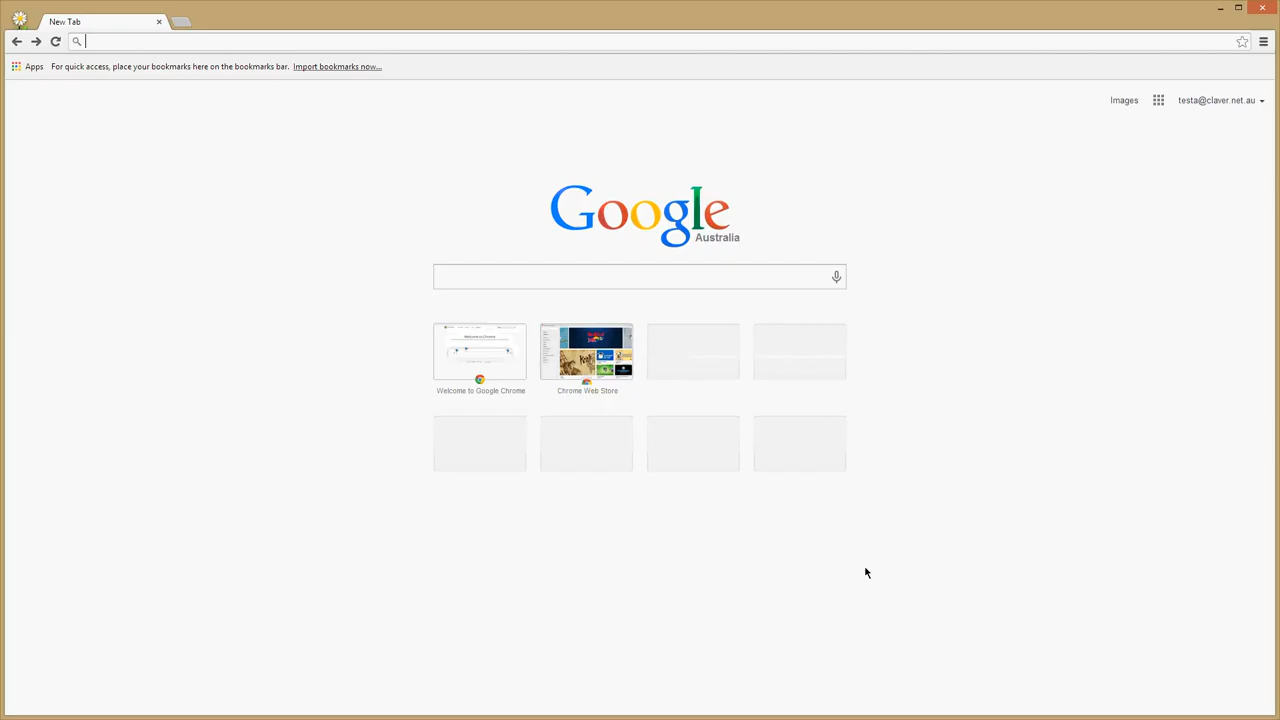 New Tab
Apps For quick access, place your bookmarks here on the bookmarks bar. Import bookmarks now...
Images testa@claver.net.au
Google
Australia
Welcome to Google Chrome Chrome Web Store